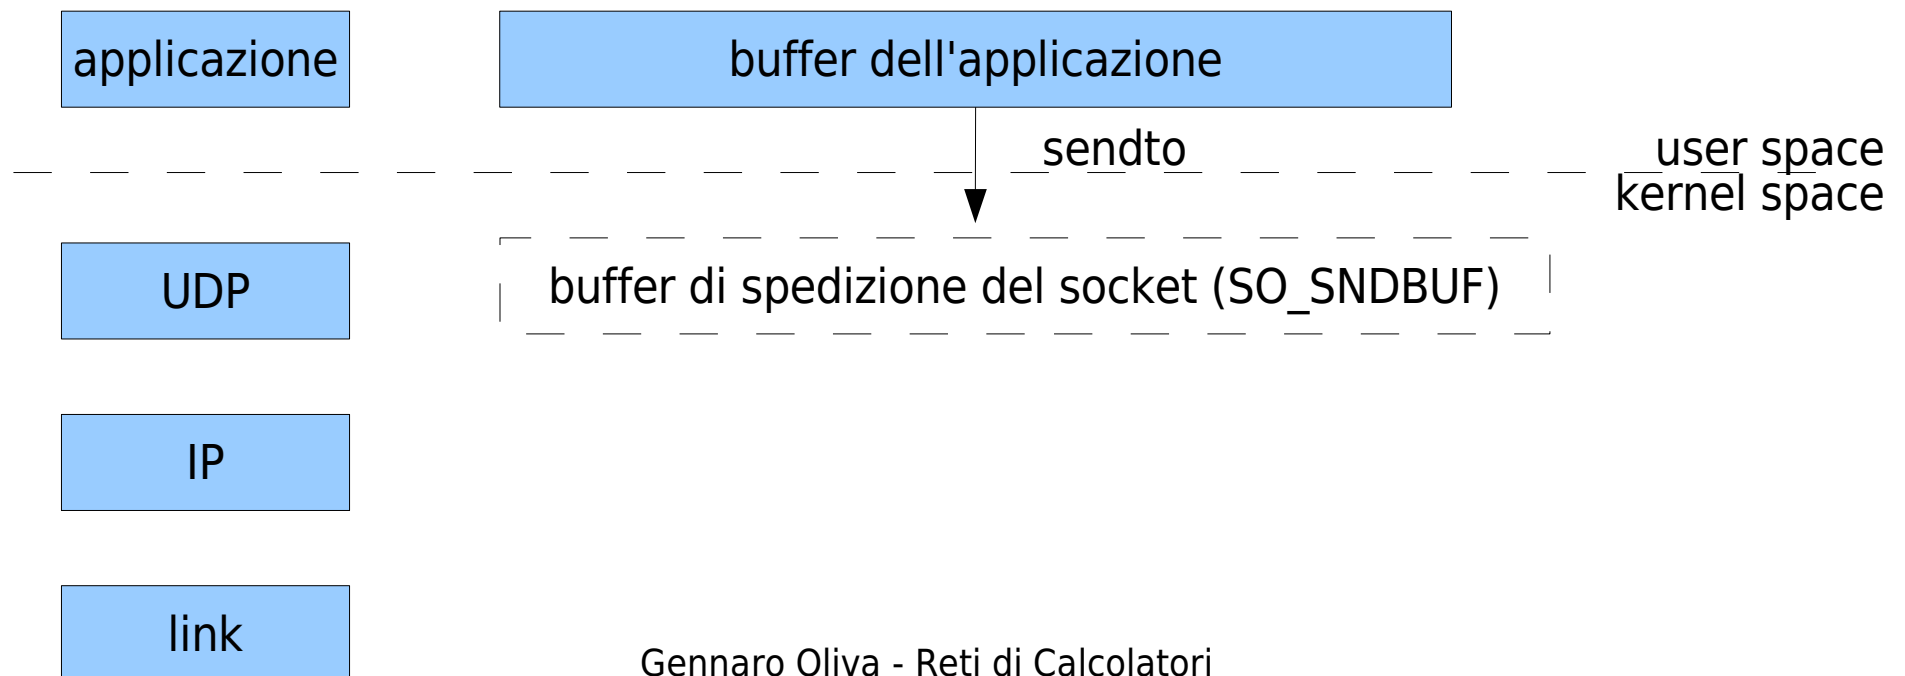 applicazione
buffer dell'applicazione
sendto
user space
kernel space
UDP
buffer di spedizione del socket (SO_SNDBUF)
IP
link
Gennaro Oliva - Reti di Calcolatori